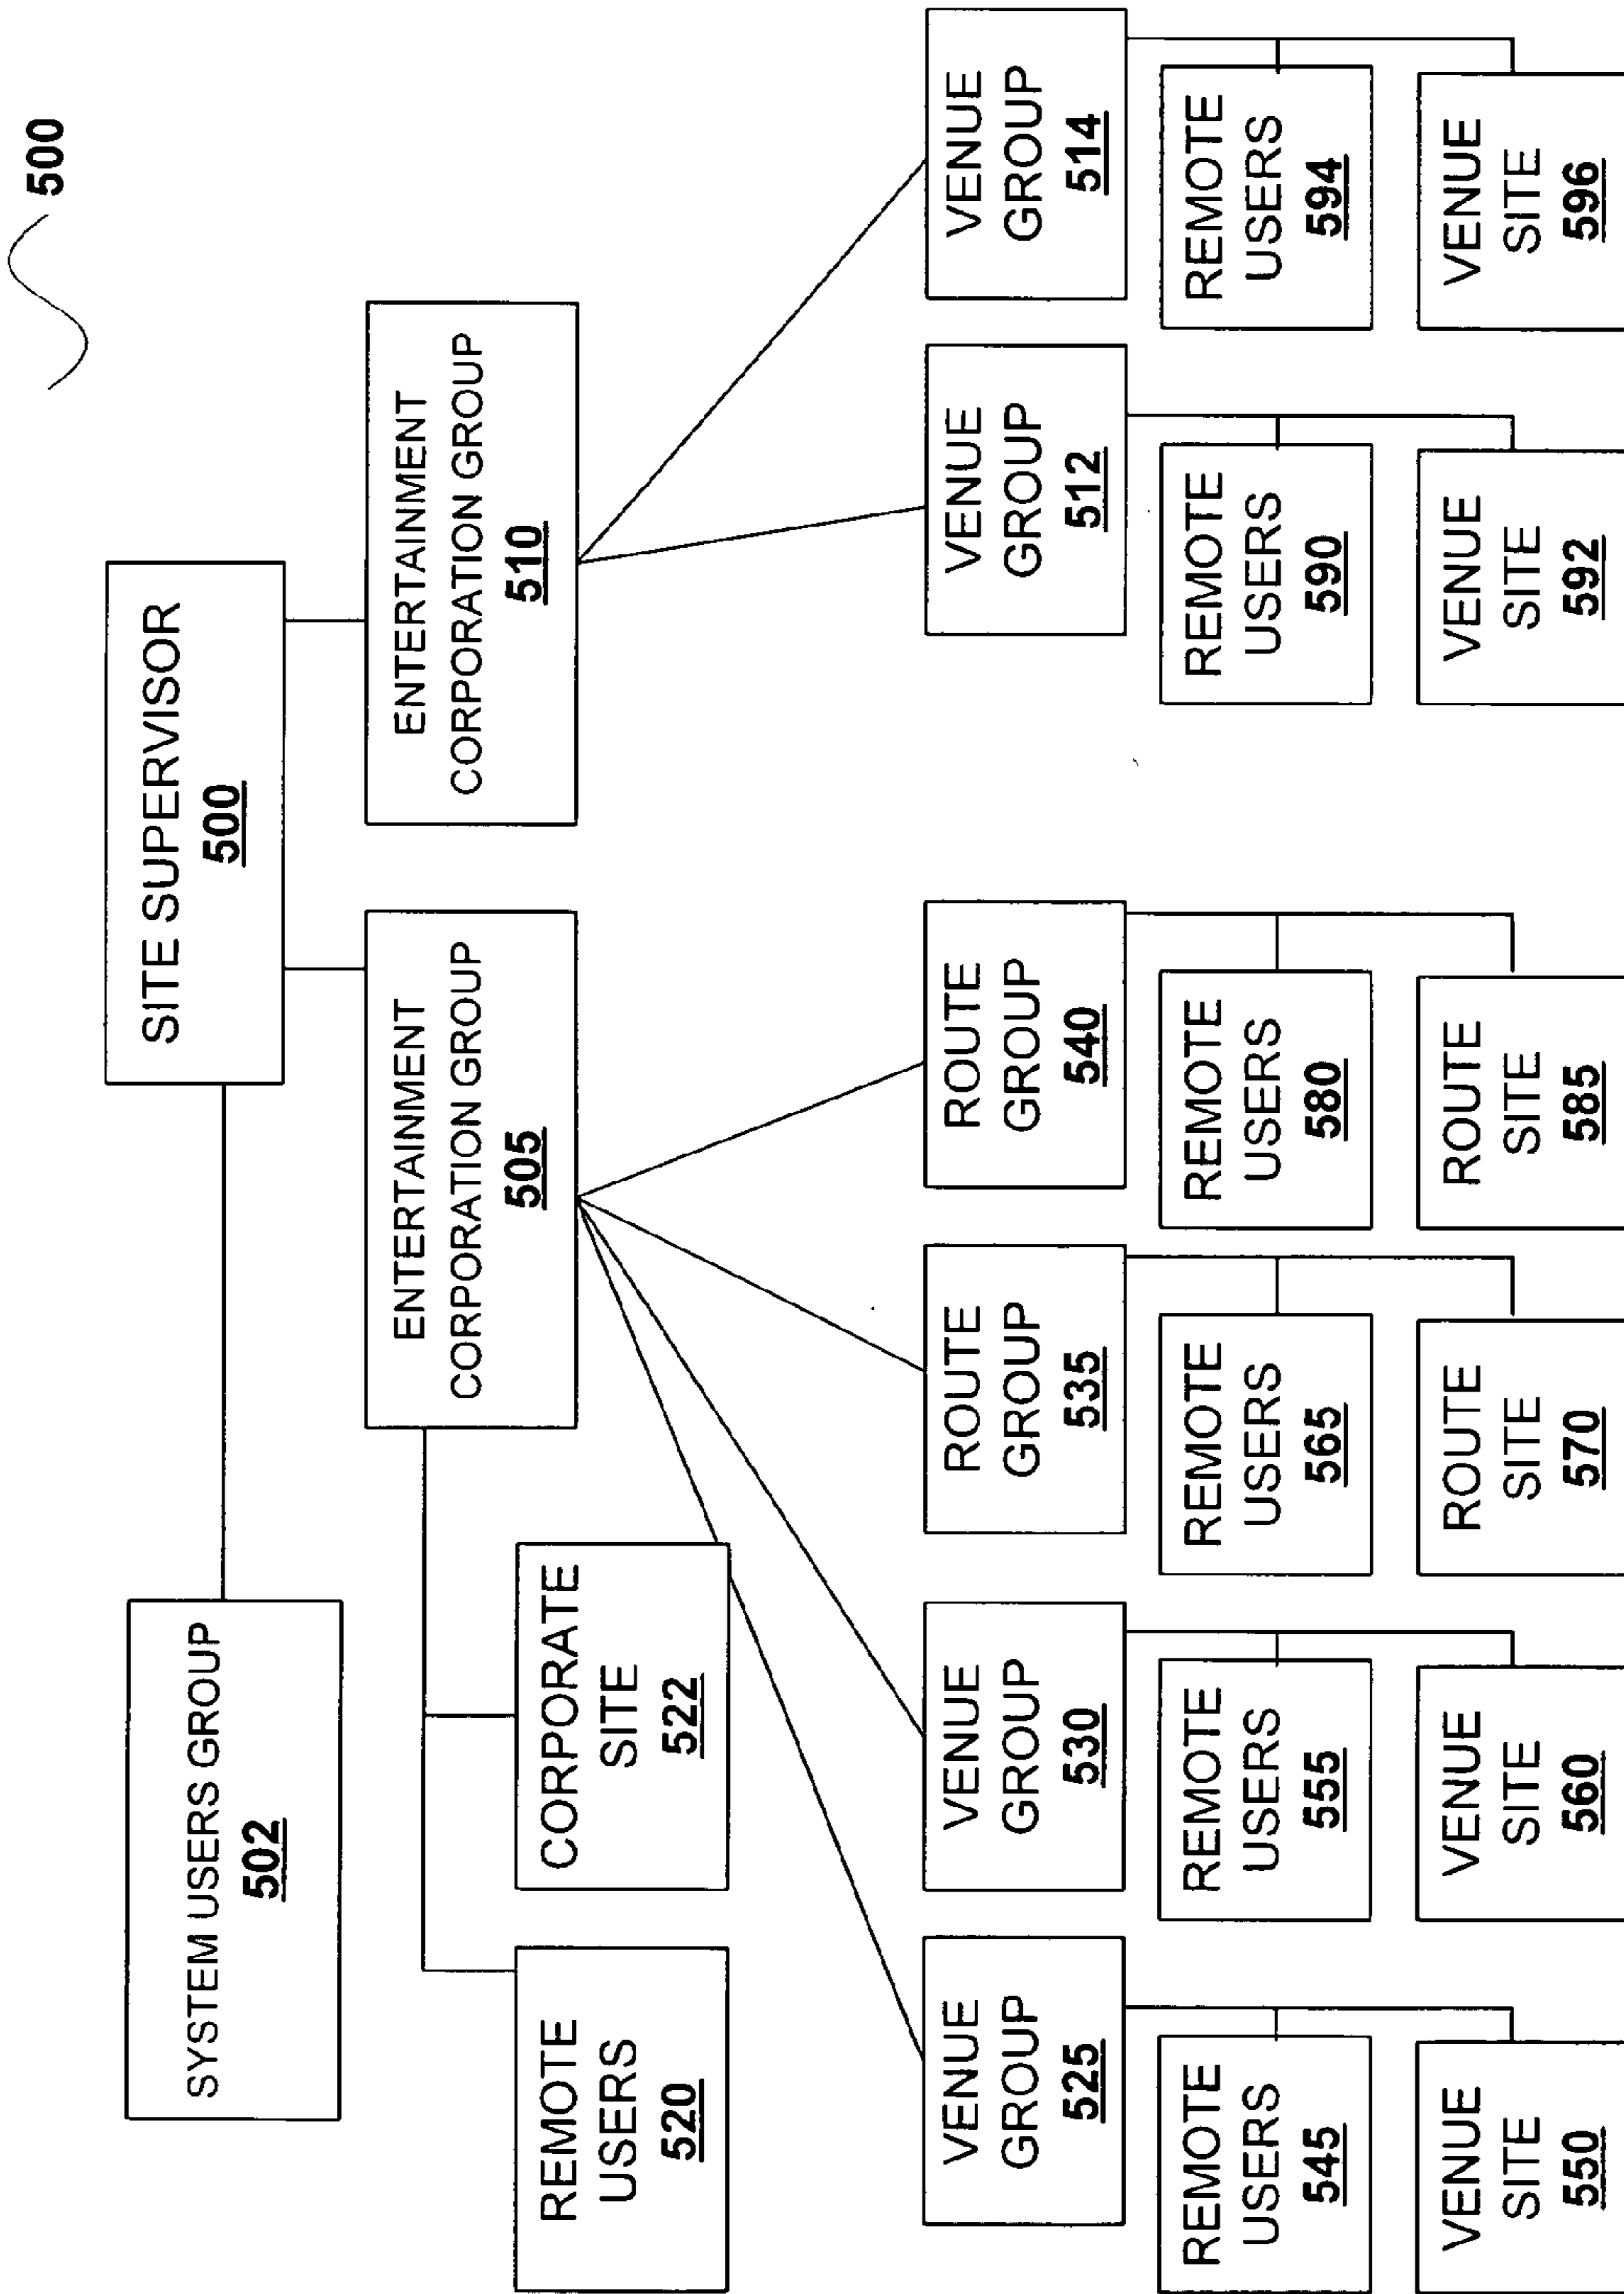 500
SITE SUPERVISOR
500
SYSTEM USERS GROUP
502
ENTERTAINMENT
CORPORATION GROUP
505
ENTERTAINMENT
CORPORATION GROUP
510
REMOTE
USERS
520
CORPORATE
SITE
522
VENUE
GROUP
525
VENUE
GROUP
530
ROUTE
GROUP
535
ROUTE
GROUP
540
VENUE
GROUP
512
VENUE
GROUP
514
REMOTE
USERS
545
REMOTE
USERS
555
REMOTE
USERS
565
REMOTE
USERS
580
REMOTE
USERS
590
REMOTE
USERS
594
VENUE
SITE
550
VENUE
SITE
560
ROUTE
SITE
570
ROUTE
SITE
585
VENUE
SITE
592
VENUE
SITE
596